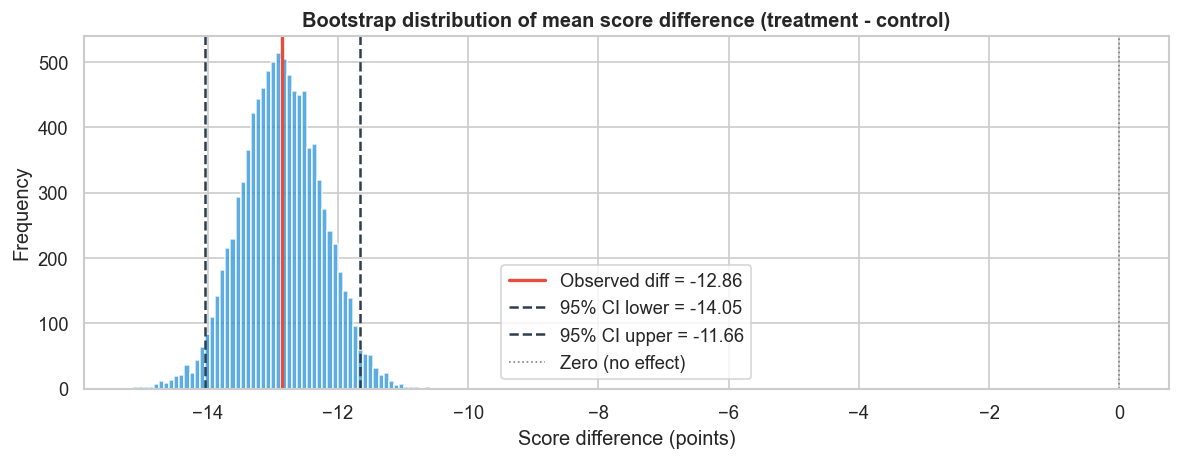 Bootstrap distribution of mean score difference (treatment - control)
500
400
300
200
100
0
Frequency
Observed diff = -12.86
95% CI lower = -14.05
95% CI upper = -11.66
Zero (no effect)
−14 −12 −10 −8 −6 −4 −2 0
Score difference (points)